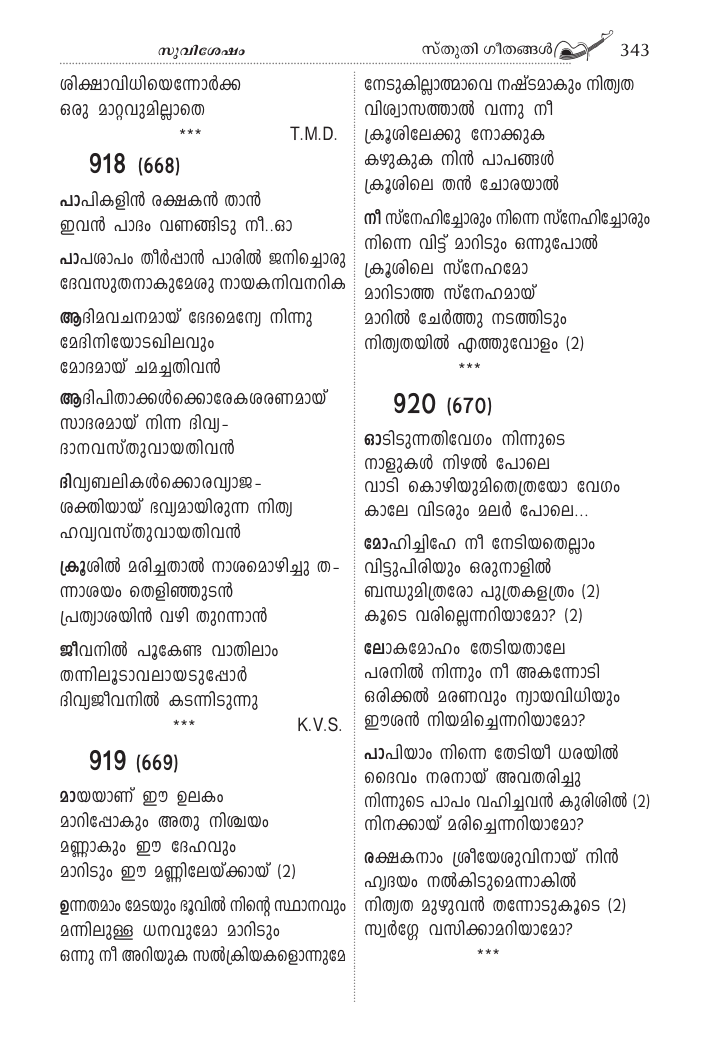 സുവിശേഷം
സ്തുതി ഗീതങ്ങൾ
343
ശിക്ഷാവിധിയെന്നോർക്ക
ഒരു മാറ്റവുമില്ലാതെ
*** T.M.D.
918 (668)
പാപികളിൻ രക്ഷകൻ താൻ
ഇവൻ പാദം വണങ്ങിടു നീ..ഓ
പാപശാപം തീർപ്പാൻ പാരിൽ ജനിച്ചൊരു
ദേവസുതനാകുമേശു നായകനിവനറിക
ആദിമവചനമായ് ഭേദമെന്യേ നിന്നു
മേദിനിയോടഖിലവും
മോദമായ് ചമച്ചതിവൻ
ആദിപിതാക്കൾക്കൊരേകശരണമായ്
സാദരമായ് നിന്ന ദിവ്യ-
ദാനവസ്തുവായതിവൻ
ദിവ്യബലികൾക്കൊരവ്യാജ-
ശക്തിയായ് ഭവ്യമായിരുന്ന നിത്യ
ഹവ്യവസ്തുവായതിവൻ
ക്രൂശിൽ മരിച്ചതാൽ നാശമൊഴിച്ചു ത-
ന്നാശയം തെളിഞ്ഞുടൻ
പ്രത്യാശയിൻ വഴി തുറന്നാൻ
ജീവനിൽ പൂകേണ്ട വാതിലാം
തന്നിലൂടാവലായടുപ്പോർ
ദിവ്യജീവനിൽ കടന്നിടുന്നു
*** K.V.S.
919 (669)
മായയാണ് ഈ ഉലകം
മാറിപ്പോകും അതു നിശ്ചയം
മണ്ണാകും ഈ ദേഹവും
മാറിടും ഈ മണ്ണിലേയ്ക്കായ് (2)
ഉന്നതമാം മേടയും ഭൂവിൽ നിന്റെ സ്ഥാനവും
മന്നിലുള്ള ധനവുമോ മാറിടും
ഒന്നു നീ അറിയുക സൽക്രിയകളൊന്നുമേ
നേടുകില്ലാത്മാവെ നഷ്ടമാകും നിത്യത
വിശ്വാസത്താൽ വന്നു നീ
ക്രൂശിലേക്കു നോക്കുക
കഴുകുക നിൻ പാപങ്ങൾ
ക്രൂശിലെ തൻ ചോരയാൽ
നീ സ്നേഹിച്ചോരും നിന്നെ സ്നേഹിച്ചോരും
നിന്നെ വിട്ട് മാറിടും ഒന്നുപോൽ
ക്രൂശിലെ സ്നേഹമോ
മാറിടാത്ത സ്നേഹമായ്
മാറിൽ ചേർത്തു നടത്തിടും
നിത്യതയിൽ എത്തുവോളം (2)
***
920 (670)
ഓടിടുന്നതിവേഗം നിന്നുടെ
നാളുകൾ നിഴൽ പോലെ
വാടി കൊഴിയുമിതെത്രയോ വേഗം
കാലേ വിടരും മലർ പോലെ...
മോഹിച്ചിഹേ നീ നേടിയതെല്ലാം
വിട്ടുപിരിയും ഒരുനാളിൽ
ബന്ധുമിത്രരോ പുത്രകളത്രം (2)
കൂടെ വരില്ലെന്നറിയാമോ? (2)
ലോകമോഹം തേടിയതാലേ
പരനിൽ നിന്നും നീ അകന്നോടി
ഒരിക്കൽ മരണവും ന്യായവിധിയും
ഈശൻ നിയമിച്ചെന്നറിയാമോ?
പാപിയാം നിന്നെ തേടിയീ ധരയിൽ
ദൈവം നരനായ് അവതരിച്ചു
നിന്നുടെ പാപം വഹിച്ചവൻ കുരിശിൽ (2)
നിനക്കായ് മരിച്ചെന്നറിയാമോ?
രക്ഷകനാം ശ്രീയേശുവിനായ് നിൻ
ഹൃദയം നൽകിടുമെന്നാകിൽ
നിത്യത മുഴുവൻ തന്നോടുകൂടെ (2)
സ്വർഗ്ഗേ വസിക്കാമറിയാമോ?
***